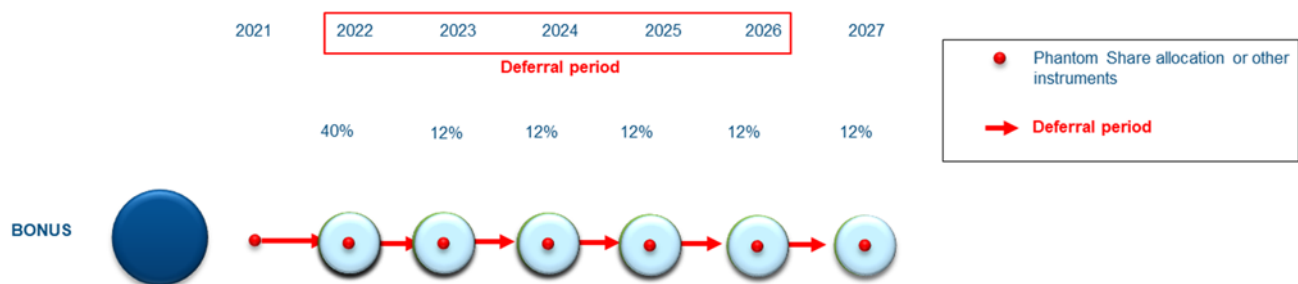 2021 2022 2023 2024 2025 2026 2027
Deferral period
Phantom Share allocation or other
instruments
Deferral period
40% 12% 12% 12% 12% 12%
BONUS